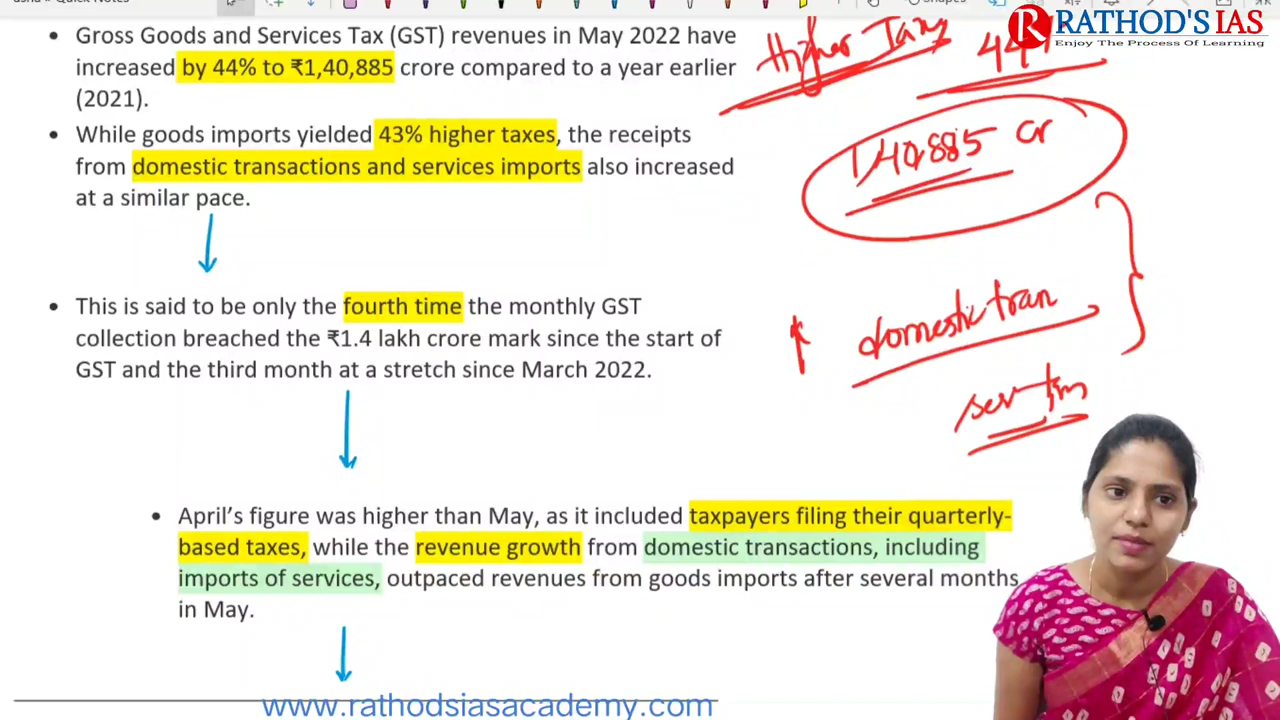 usha » Quick Notes
Shapes
RATHOD'S IAS
Enjoy The Process Of Learning
Gross Goods and Services Tax (GST) revenues in May 2022 have
increased by 44% to ₹1,40,885 crore compared to a year earlier
(2021).
Higher Taxes
1,40,885 cr
While goods imports yielded 43% higher taxes, the receipts
from domestic transactions and services imports also increased
at a similar pace.
This is said to be only the fourth time the monthly GST
collection breached the ₹1.4 lakh crore mark since the start of
GST and the third month at a stretch since March 2022.
domestic tran
April's figure was higher than May, as it included taxpayers filing their quarterly-
based taxes, while the revenue growth from domestic transactions, including
imports of services, outpaced revenues from goods imports after several months
in May.
www.rathodsiasacademy.com